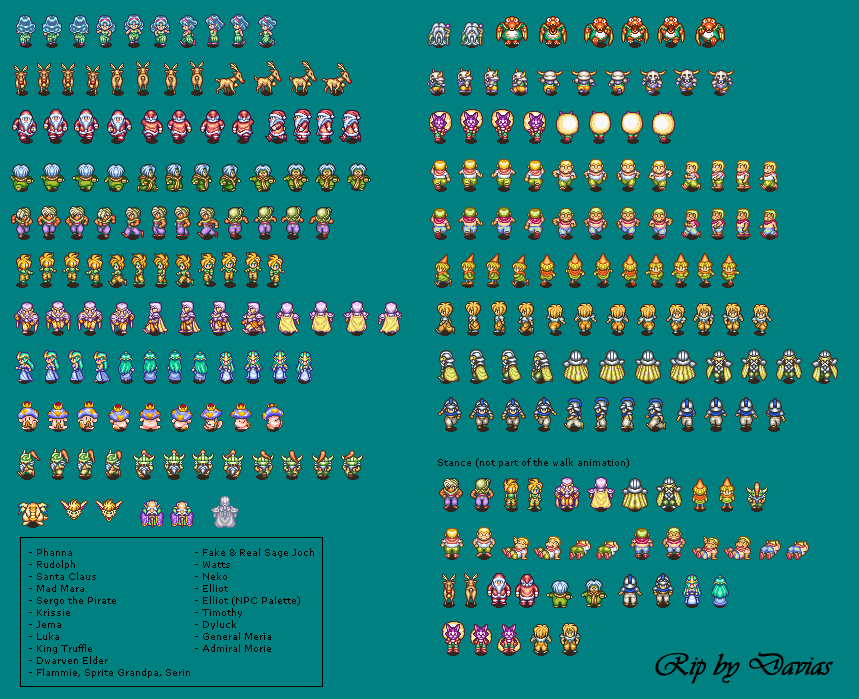 Stance (not part of the walk animation)
- Phanna
- Rudolph
- Santa Claus
- Mad Mara
- Sergo the Pirate
- Krissie
- Jema
- Luka
- King Truffle
- Dwarven Elder
- Flammie, Sprite Grandpa, Serin
- Fake & Real Sage Joch
- Watts
- Neko
- Elliot
- Elliot (NPC Palette)
- Timothy
- Dyluck
- General Meria
- Admiral Morie
Rip by Davias